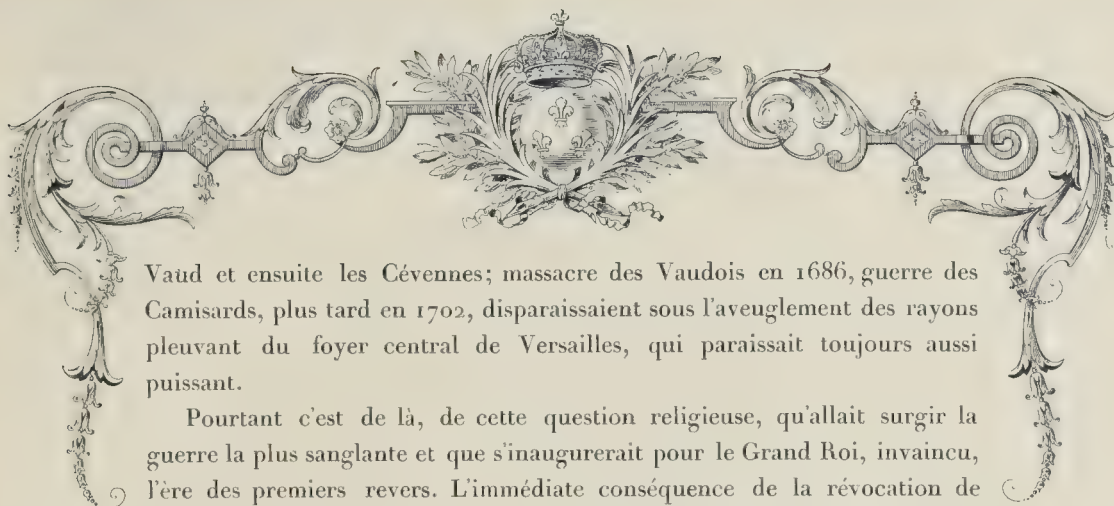 Vaud et ensuite les Cévennes; massacre des Vaudois en 1686, guerre des
Camisards, plus tard en 1702, disparaissaient sous l'aveuglement des rayons
pleuvant du foyer central de Versailles, qui paraissait toujours aussi
puissant.
Pourtant c'est de là, de cette question religieuse, qu'allait surgir la
guerre la plus sanglante et que s'inaugurerait pour le Grand Roi, invaincu,
l'ère des premiers revers. L'immédiate conséquence de la révocation de